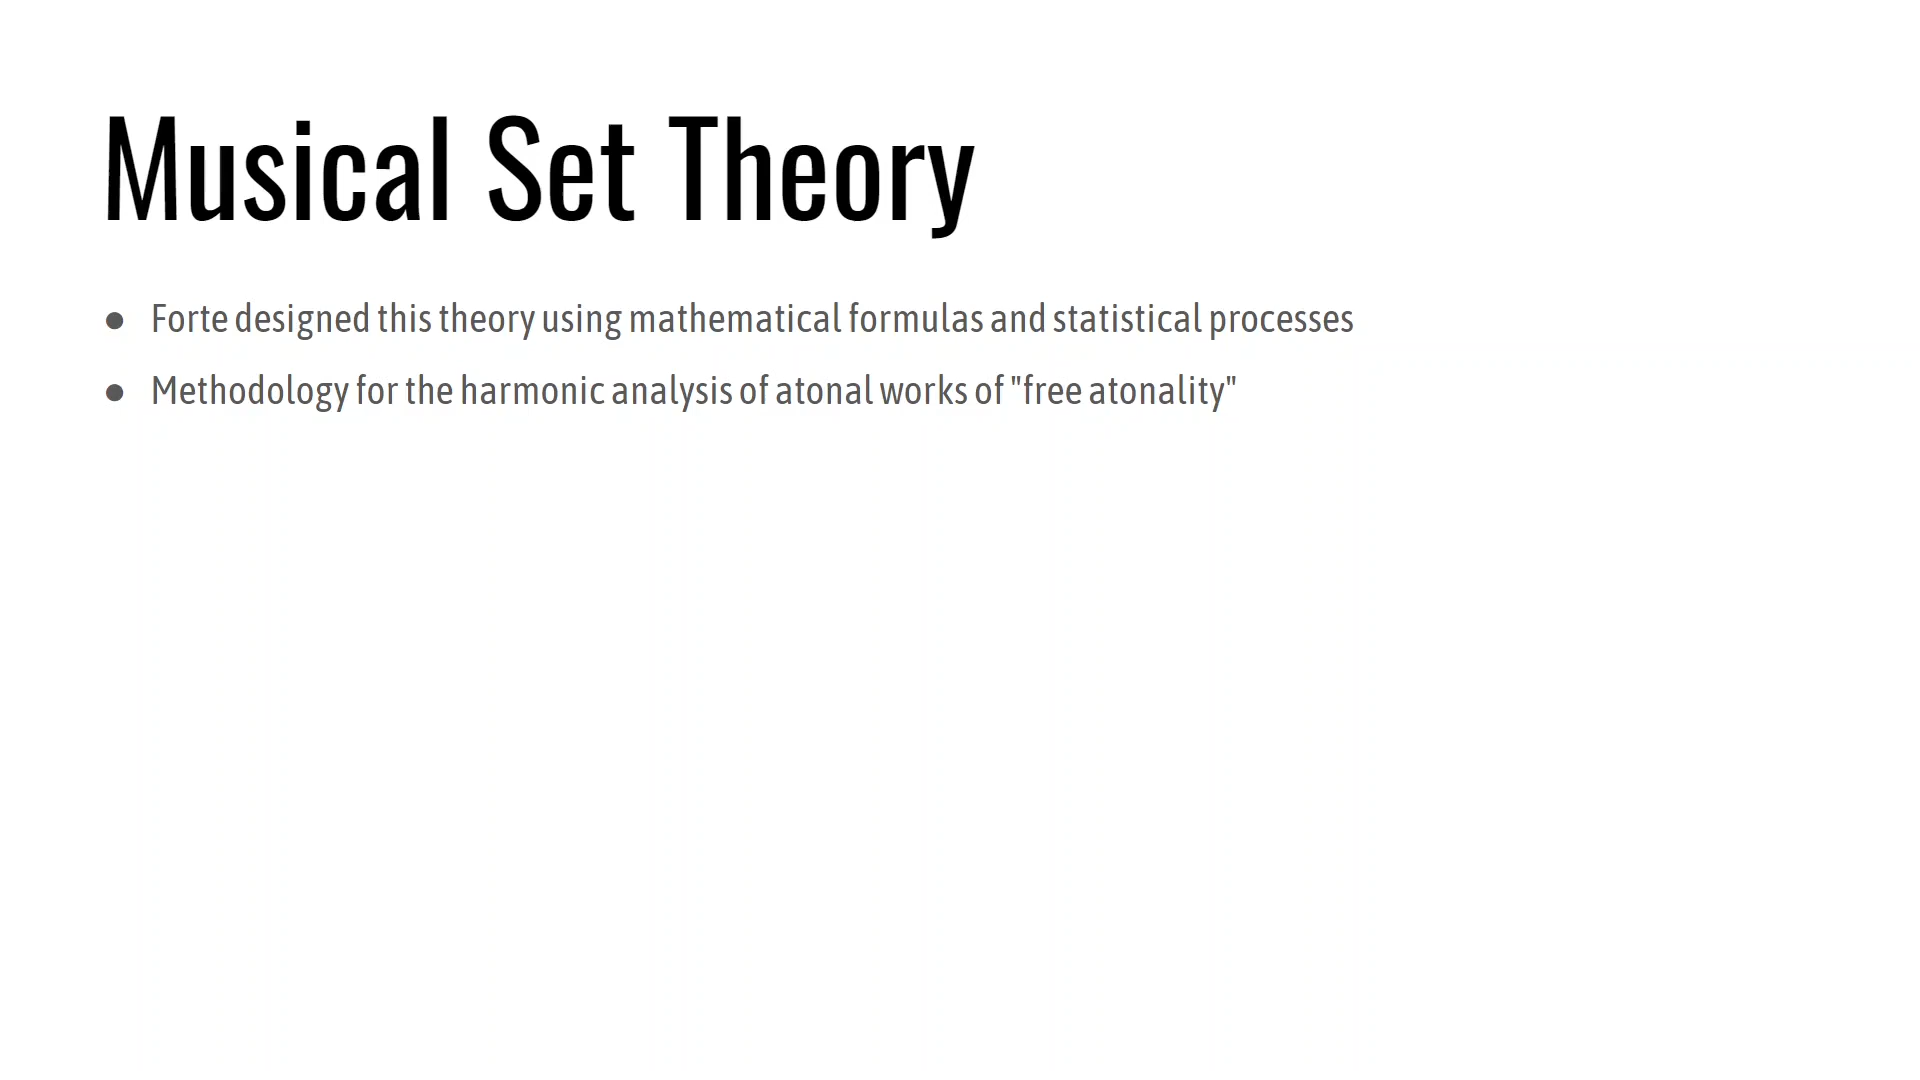 Musical Set Theory
● Forte designed this theory using mathematical formulas and statistical processes
● Methodology for the harmonic analysis of atonal works of "free atonality"